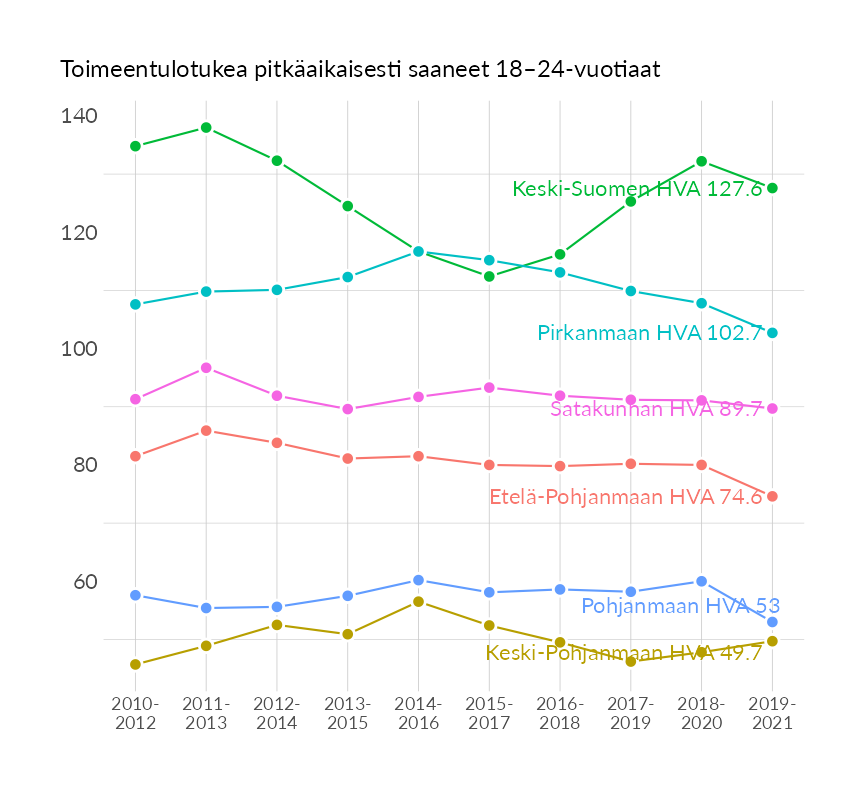 Toimeentulotukea pitkäaikaisesti saaneet 18–24-vuotiaat
140
Keski-Suomen HVA 127.6
120
Pirkanmaan HVA 102.7
100
Satakunnan HVA 89.7
80
Etelä-Pohjanmaan HVA 74.6
60
Pohjanmaan HVA 53
Keski-Pohjanmaan HVA 49.7
2010- 2011- 2012- 2013- 2014- 2015- 2016- 2017- 2018- 2019-
2012 2013 2014 2015 2016 2017 2018 2019 2020 2021